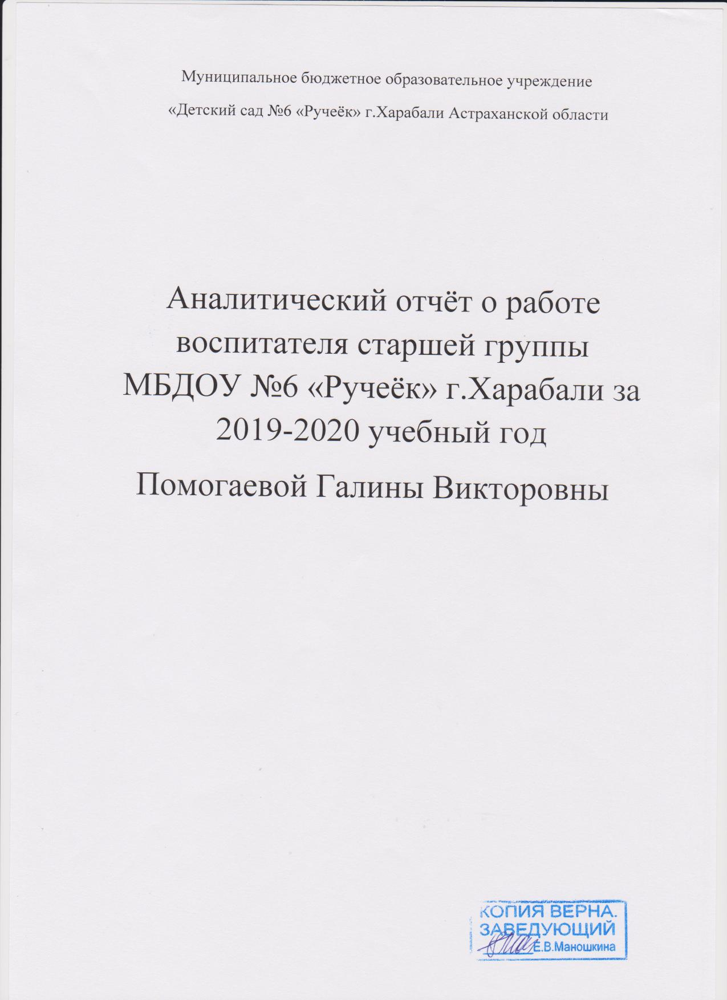 Муниципальное бюджетное образовательное учреждение
«Детский сад №6 «Ручеёк» г.Харабали Астраханской области
Аналитический отчёт о работе
воспитателя старшей группы
МБДОУ №6 «Ручеёк» г.Харабали за
2019-2020 учебный год
Помогаевой Галины Викторовны
КОПИЯ ВЕРНА.
ЗАВЕДУЮЩИЙ
Е.В.Маношкина